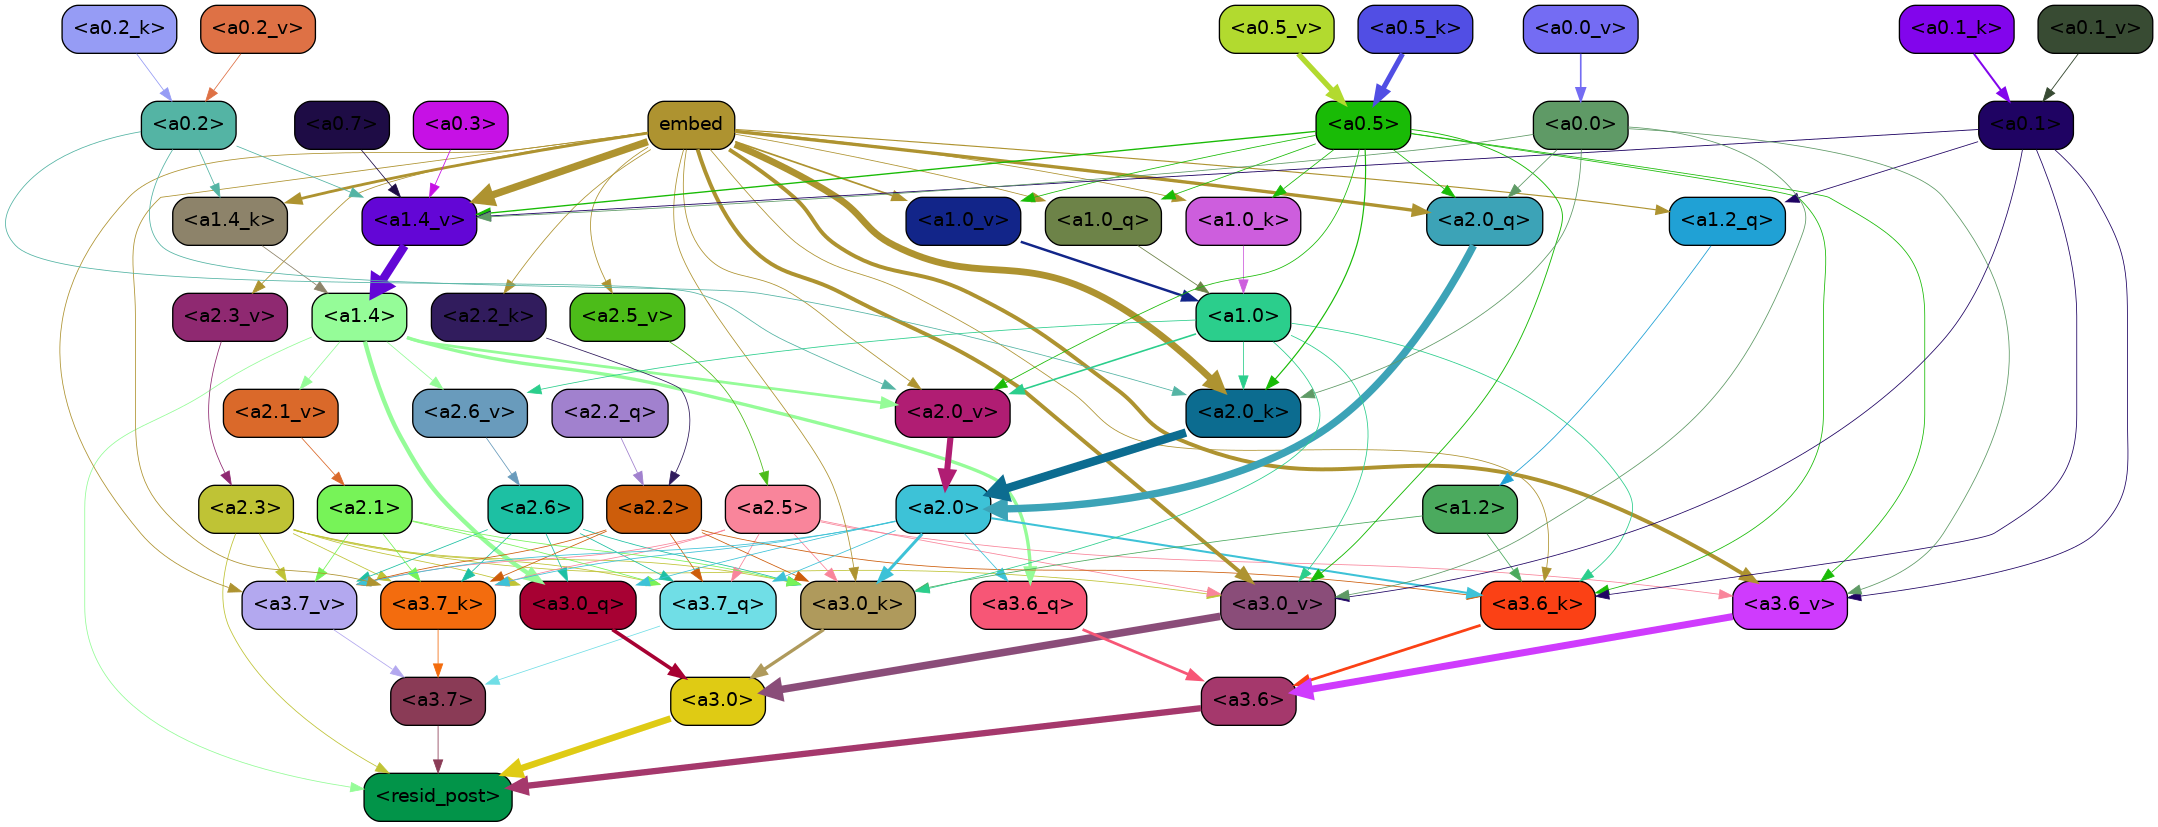 <a0.2_k> <a0.2_v> <a0.5_v> <a0.5_k> <a0.0_v> <a0.1_k> <a0.1_v>
<a0.2> <a0.7> <a0.3> embed <a0.5> <a0.0> <a0.1>
<a1.4_k> <a1.4_v> <a1.0_v> <a1.0_q> <a1.0_k> <a2.0_q> <a1.2_q>
<a2.3_v> <a1.4> <a2.2_k> <a2.5_v> <a1.0>
<a2.1_v> <a2.6_v> <a2.2_q> <a2.0_v> <a2.0_k>
<a2.3> <a2.1> <a2.6> <a2.2> <a2.5> <a2.0> <a1.2>
<a3.7_v> <a3.7_k> <a3.0_q> <a3.7_q> <a3.0_k> <a3.6_q> <a3.0_v> <a3.6_k> <a3.6_v>
<a3.7> <a3.0> <a3.6>
<resid_post>